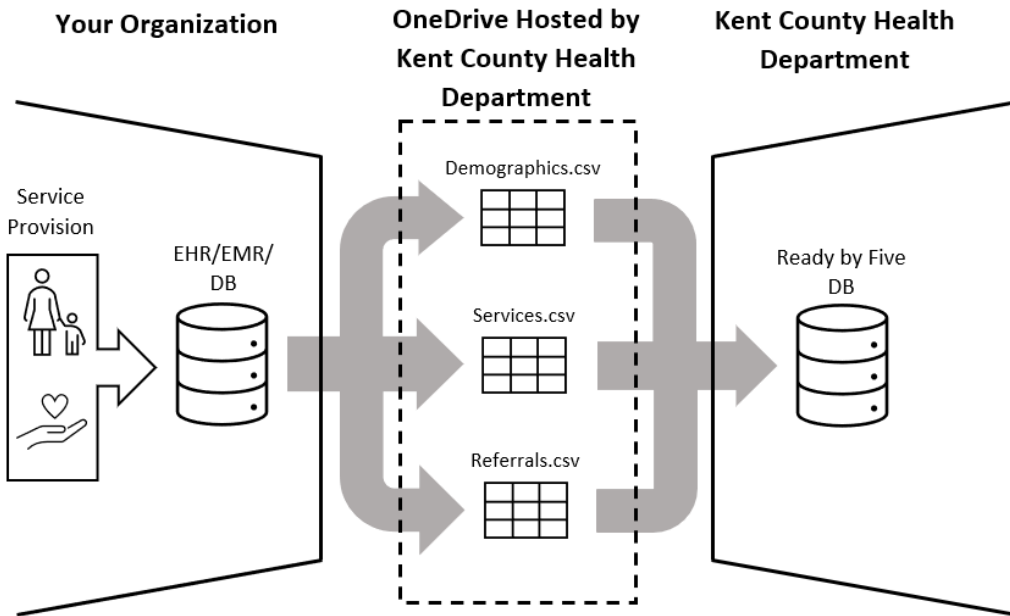 Your Organization
OneDrive Hosted by
Kent County Health
Department
Kent County Health
Department
Service
Provision
EHR/EMR/
DB
Demographics.csv
Services.csv
Referrals.csv
Ready by Five
DB